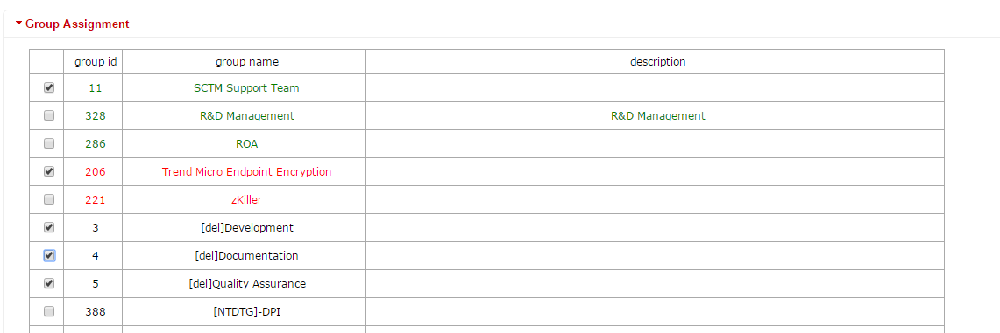 Group Assignment
group id group name description
11 SCTM Support Team
328 R&D Management R&D Management
286 ROA
206 Trend Micro Endpoint Encryption
221 zKiller
3 [del]Development
4 [del]Documentation
5 [del]Quality Assurance
388 [NTDTG]-DPI